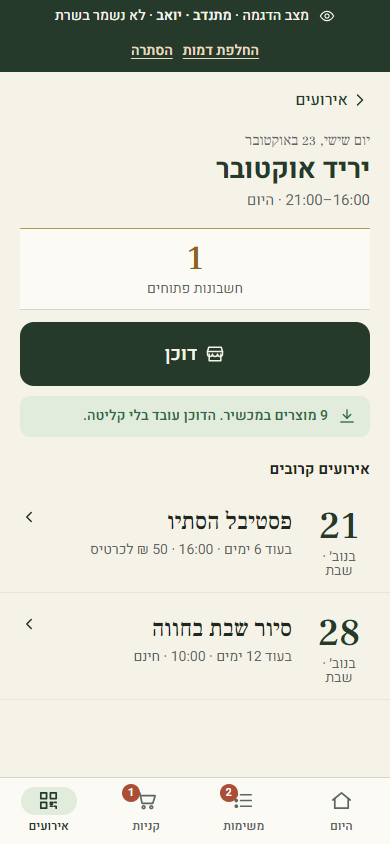 מצב הדגמה · מתנדב · יואב · לא נשמר בשרת
החלפת דמות הסתרה
אירועים
יום שישי, 23 באוקטובר
יריד אוקטובר
16:00–21:00 · היום
1
חשבונות פתוחים
דוכן
9 מוצרים במכשיר. הדוכן עובד בלי קליטה.
אירועים קרובים
21
בנוב׳ ·
שבת
פסטיבל הסתיו
בעוד 6 ימים · 16:00 · 50 ₪ לכרטיס
28
בנוב׳ ·
שבת
סיור שבת בחווה
בעוד 12 ימים · 10:00 · חינם
היום
2
משימות
1
קניות
אירועים